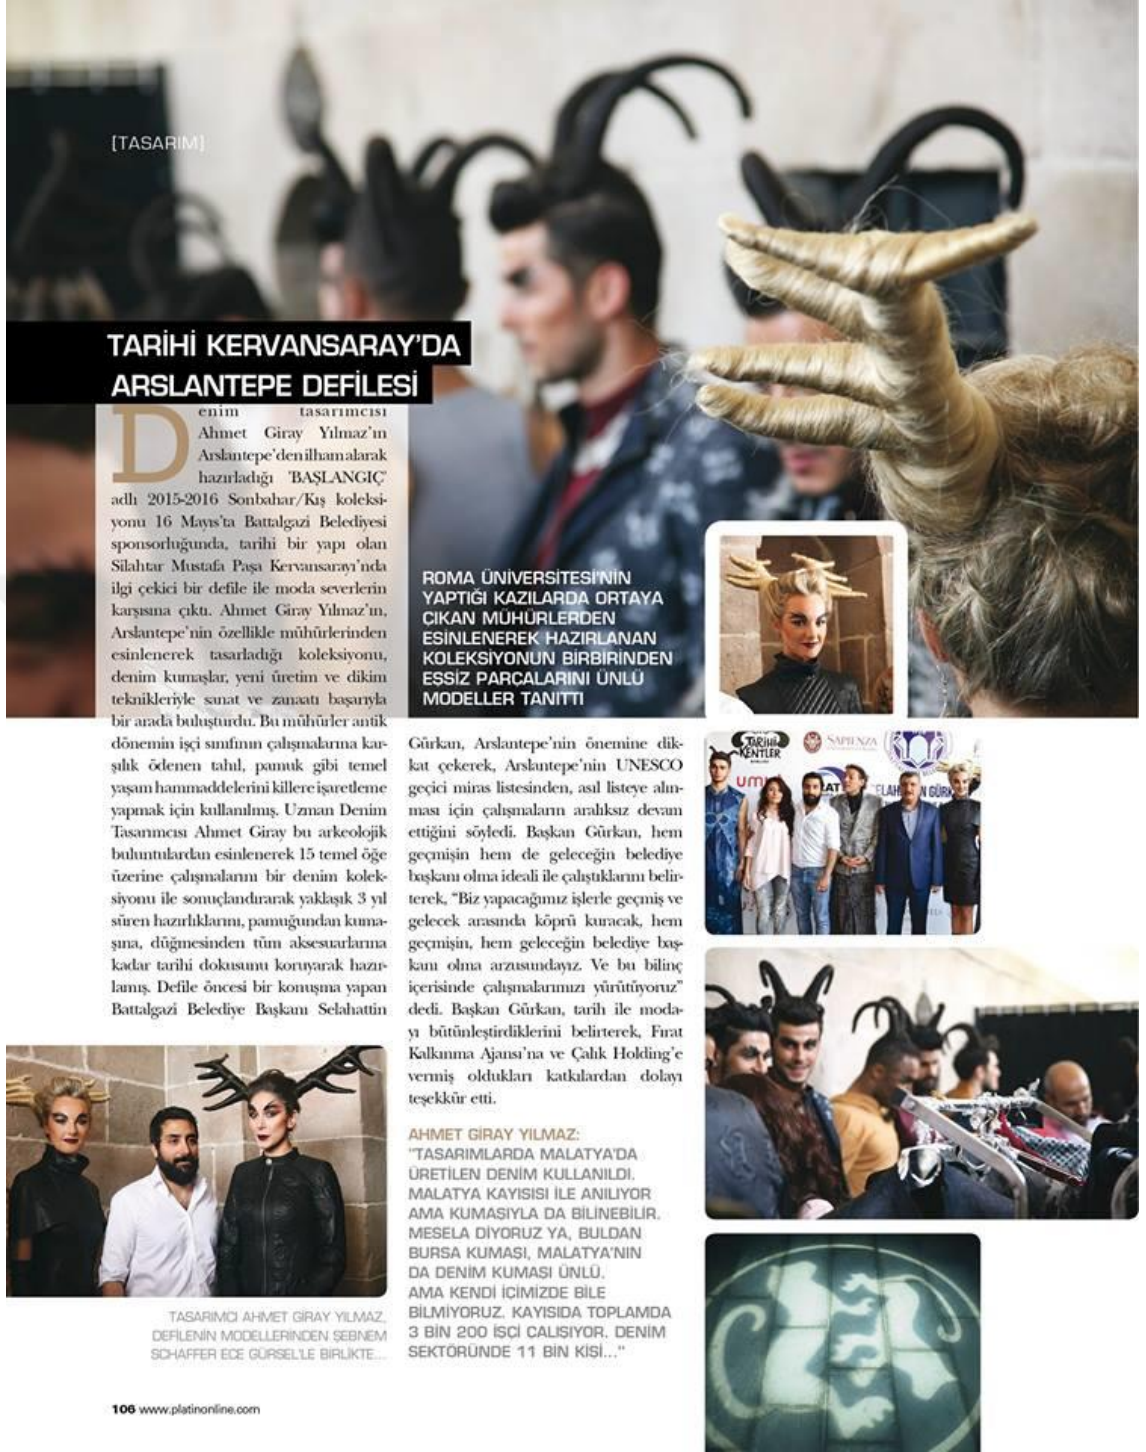 [TASARIM]
TARİHİ KERVANSARAY'DA
ARSLANTEPE DEFİLESİ
Denim tasarımcısı
Ahmet Giray Yılmaz'ın
Arslantepe'den ilham alarak
hazırladığı 'BAŞLANGIÇ'
adlı 2015-2016 Sonbahar/Kış koleksi-
yonu 16 Mayıs'ta Battalgazi Belediyesi
sponsorluğunda, tarihi bir yapı olan
Silahtar Mustafa Paşa Kervansarayı'nda
ilgi çekici bir defile ile moda severlerin
karşısına çıktı. Ahmet Giray Yılmaz'ın,
Arslantepe'nin özellikle mühürlerinden
esinlenerek tasarladığı koleksiyonu,
denim kumaşlar, yeni üretim ve dikim
teknikleriyle sanat ve zanaatı başarıyla
bir arada buluşturdu. Bu mühürler antik
dönemin işçi sınıfının çalışmalarına kar-
şılık ödenen tahıl, pamuk gibi temel
yaşam hammaddelerini killere işaretleme
yapmak için kullanılmış. Uzman Denim
Tasarımcısı Ahmet Giray bu arkeolojik
buluntulardan esinlenerek 15 temel öğe
üzerine çalışmalarını bir denim kolek-
siyonu ile sonuçlandırarak yaklaşık 3 yıl
süren hazırlıklarını, pamuğundan kuma-
şına, düğmesinden tüm aksesuarlarına
kadar tarihi dokusunu koruyarak hazır-
lamış. Defile öncesi bir konuşma yapan
Battalgazi Belediye Başkanı Selahattin
ROMA ÜNİVERSİTESİ'NİN
YAPTIĞI KAZILARDA ORTAYA
ÇIKAN MÜHÜRLERDEN
ESİNLENEREK HAZIRLANAN
KOLEKSİYONUN BİRBİRİNDEN
EŞSİZ PARÇALARINI ÜNLÜ
MODELLER TANITTI
Gürkan, Arslantepe'nin önemine dik-
kat çekerek, Arslantepe'nin UNESCO
geçici miras listesinden, asıl listeye alın-
ması için çalışmaların aralıksız devam
ettiğini söyledi. Başkan Gürkan, hem
geçmişin hem de geleceğin belediye
başkanı olma ideali ile çalıştıklarını belir-
terek, "Biz yapacağımız işlerle geçmiş ve
gelecek arasında köprü kuracak, hem
geçmişin, hem geleceğin belediye baş-
kanı olma arzusundayız. Ve bu bilinç
içerisinde çalışmalarımızı yürütüyoruz"
dedi. Başkan Gürkan, tarih ile moda-
yı bütünleştirdiklerini belirterek, Fırat
Kalkınma Ajansı'na ve Çalık Holding'e
vermiş oldukları katkılardan dolayı
teşekkür etti.
AHMET GİRAY YILMAZ:
"TASARIMLARDA MALATYA'DA
ÜRETİLEN DENİM KULLANILDI.
MALATYA KAYISISI İLE ANILIYOR
AMA KUMAŞIYLA DA BİLİNEBİLİR.
MESELA DİYORUZ YA, BULDAN
BURSA KUMAŞI, MALATYA'NIN
DA DENİM KUMAŞI ÜNLÜ.
AMA KENDİ İÇİMİZDE BİLE
BİLMİYORUZ. KAYISIDA TOPLAMDA
3 BİN 200 İŞÇİ ÇALIŞIYOR. DENİM
SEKTÖRÜNDE 11 BİN KİŞİ..."
TARİHİ
KENTLER
SAPIENZA
TASARIMCI AHMET GİRAY YILMAZ,
DEFİLENİN MODELLERİNDEN ŞEBNEM
SCHAFFER ECE GÜRSEL'LE BİRLİKTE...
106 www.platinonline.com